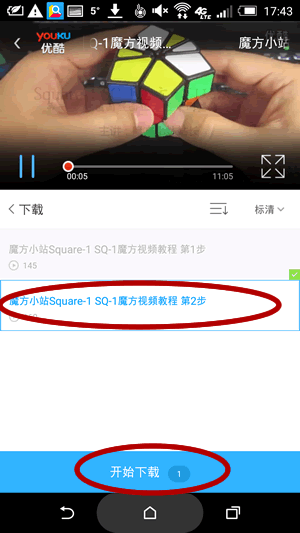 5° 4G LTE 17:43
YOUKU
优酷
Q-1魔方视频... 魔方小站
00:05 11:05
下载 标清
魔方小站Square-1 SQ-1魔方视频教程 第1步
145
魔方小站Square-1 SQ-1魔方视频教程 第2步
开始下载 1